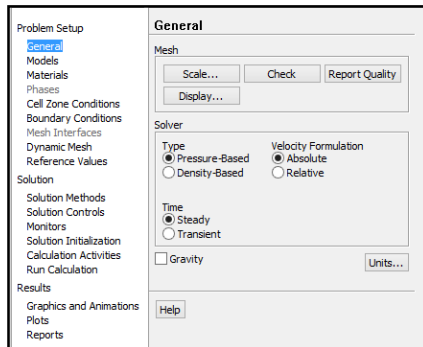 Problem Setup
General
Models
Materials
Phases
Cell Zone Conditions
Boundary Conditions
Mesh Interfaces
Dynamic Mesh
Reference Values
Solution
Solution Methods
Solution Controls
Monitors
Solution Initialization
Calculation Activities
Run Calculation
Results
Graphics and Animations
Plots
Reports
General
Mesh
Scale... Check Report Quality
Display...
Solver
Type Velocity Formulation
Pressure-Based Absolute
Density-Based Relative
Time
Steady
Transient
Gravity Units...
Help